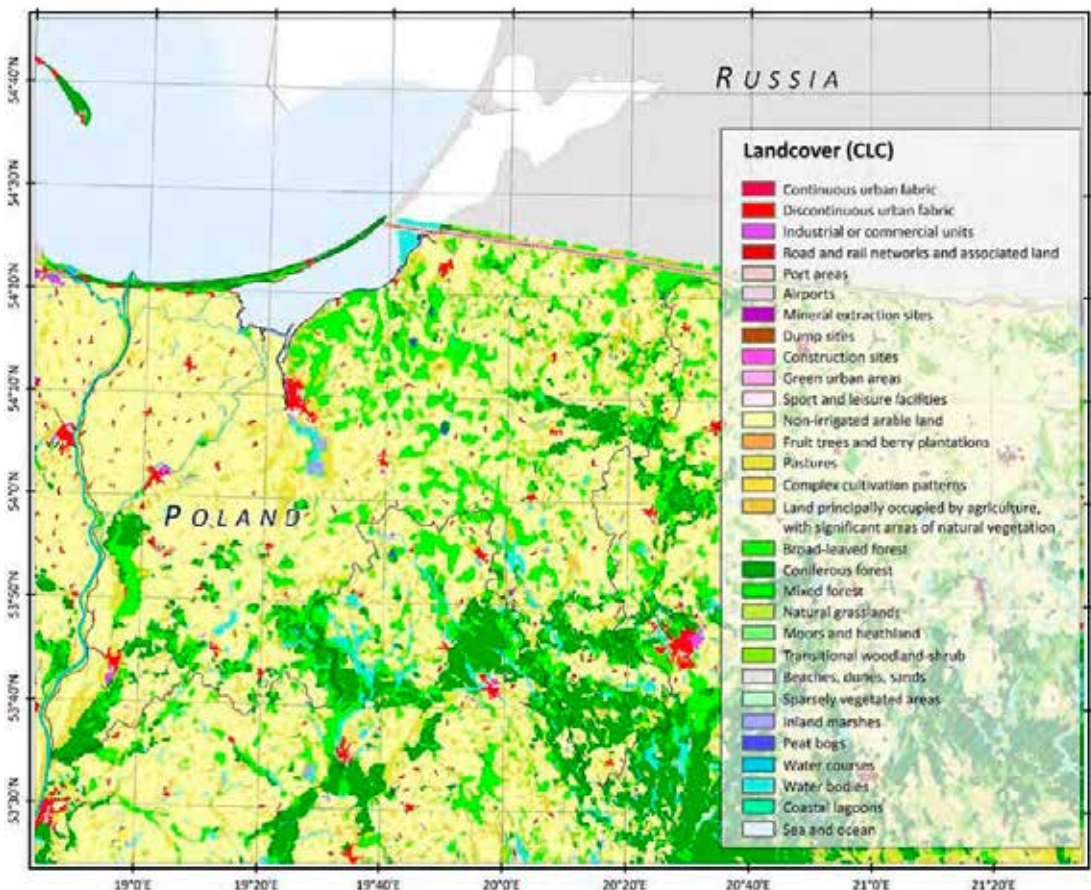 RUSSIA
54°40'N
54°30'N
54°20'N
54°10'N
54°0'N
53°50'N
53°40'N
53°30'N
POLAND
Landcover (CLC)
Continuous urban fabric
Discontinuous urban fabric
Industrial or commercial units
Road and rail networks and associated land
Port areas
Airports
Mineral extraction sites
Dump sites
Construction sites
Green urban areas
Sport and leisure facilities
Non-irrigated arable land
Fruit trees and berry plantations
Pastures
Complex cultivation patterns
Land principally occupied by agriculture,
with significant areas of natural vegetation
Broad-leaved forest
Coniferous forest
Mixed forest
Natural grasslands
Moors and heathland
Transitional woodland-shrub
Beaches, dunes, sands
Sparsely vegetated areas
Inland marshes
Peat bogs
Water courses
Water bodies
Coastal lagoons
Sea and ocean
19°0'E
19°20'E
19°40'E
20°0'E
20°20'E
20°40'E
21°0'E
21°20'E